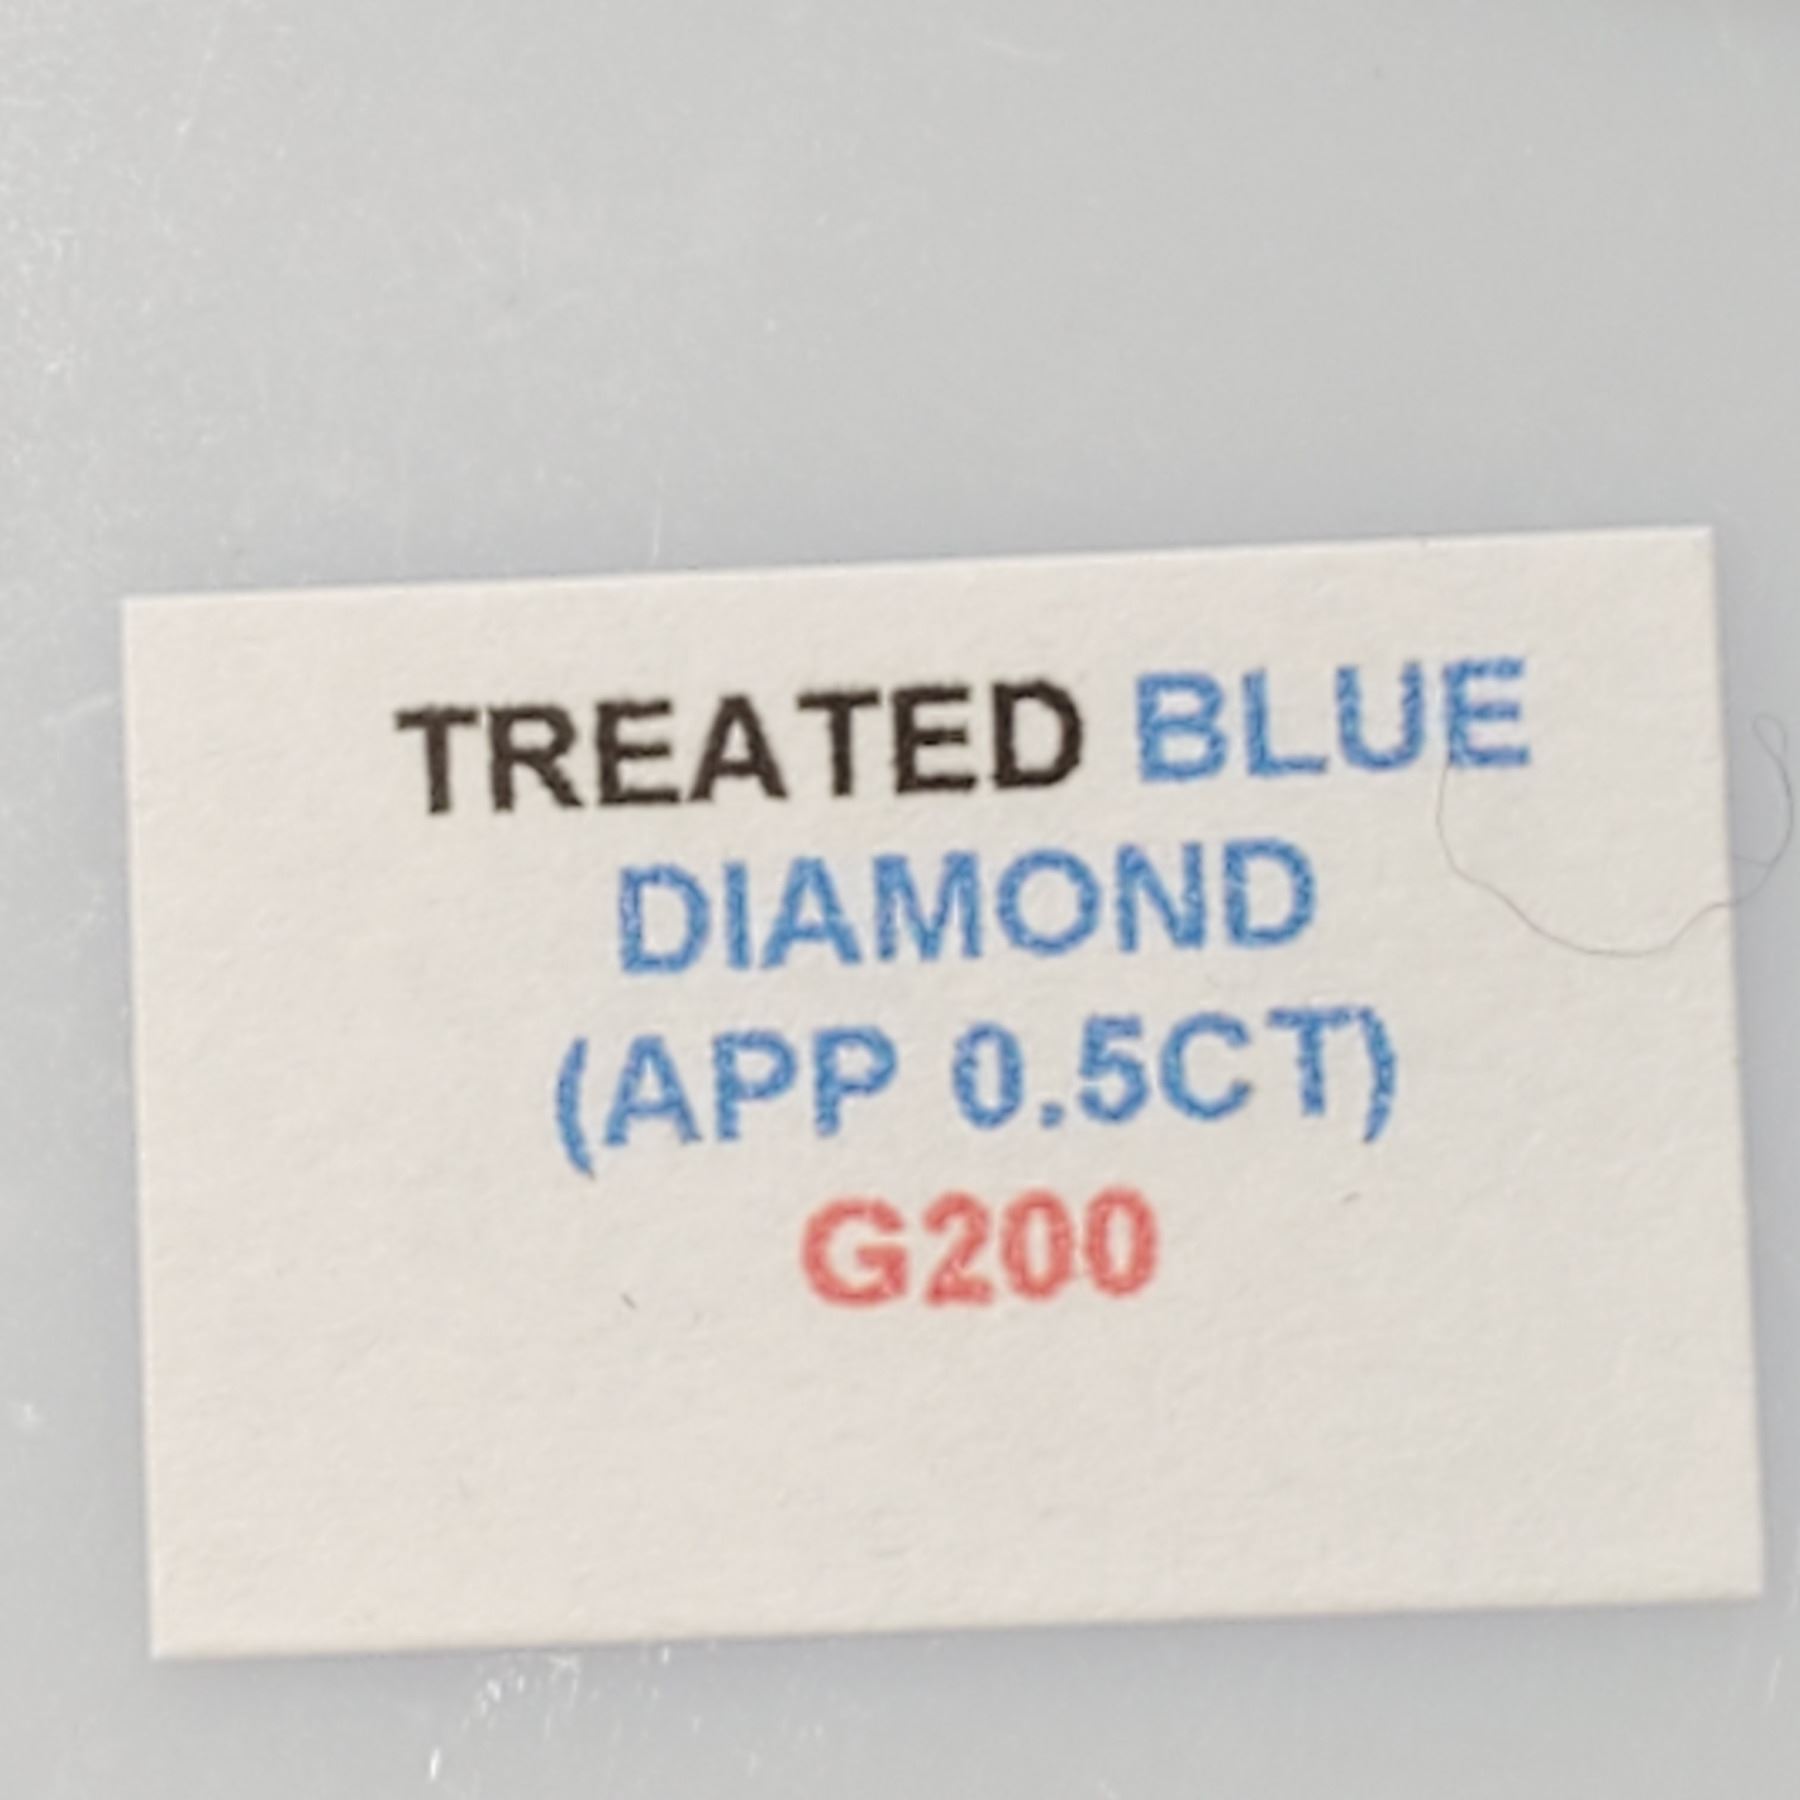 TREATED BLUE
DIAMOND
(APP 0.5CT)
G200